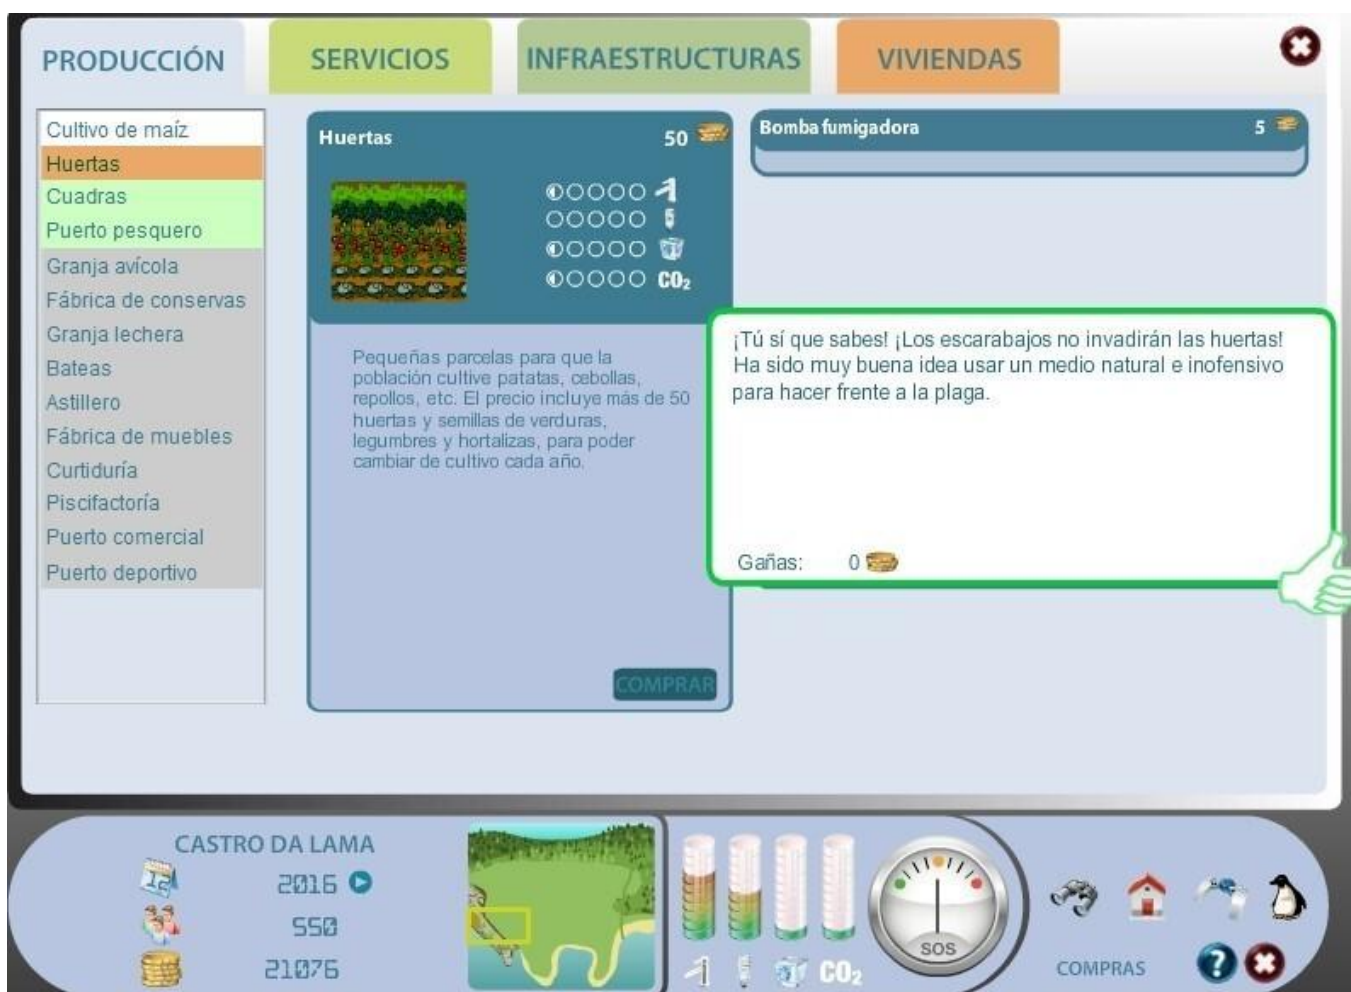 PRODUCCIÓN
SERVICIOS
INFRAESTRUCTURAS
VIVIENDAS
Cultivo de maíz
Huertas
Cuadras
Puerto pesquero
Granja avícola
Fábrica de conservas
Granja lechera
Bateas
Astillero
Fábrica de muebles
Curtiduría
Piscifactoría
Puerto comercial
Puerto deportivo
Huertas 50
CO₂
Pequeñas parcelas para que la
población cultive patatas, cebollas,
repollos, etc. El precio incluye más de 50
huertas y semillas de verduras,
legumbres y hortalizas, para poder
cambiar de cultivo cada año.
COMPRAR
Bomba fumigadora 5
¡Tú sí que sabes! ¡Los escarabajos no invadirán las huertas!
Ha sido muy buena idea usar un medio natural e inofensivo
para hacer frente a la plaga.
Gañas: 0
CASTRO DA LAMA
12
2016
550
21076
CO₂
SOS
COMPRAS
?